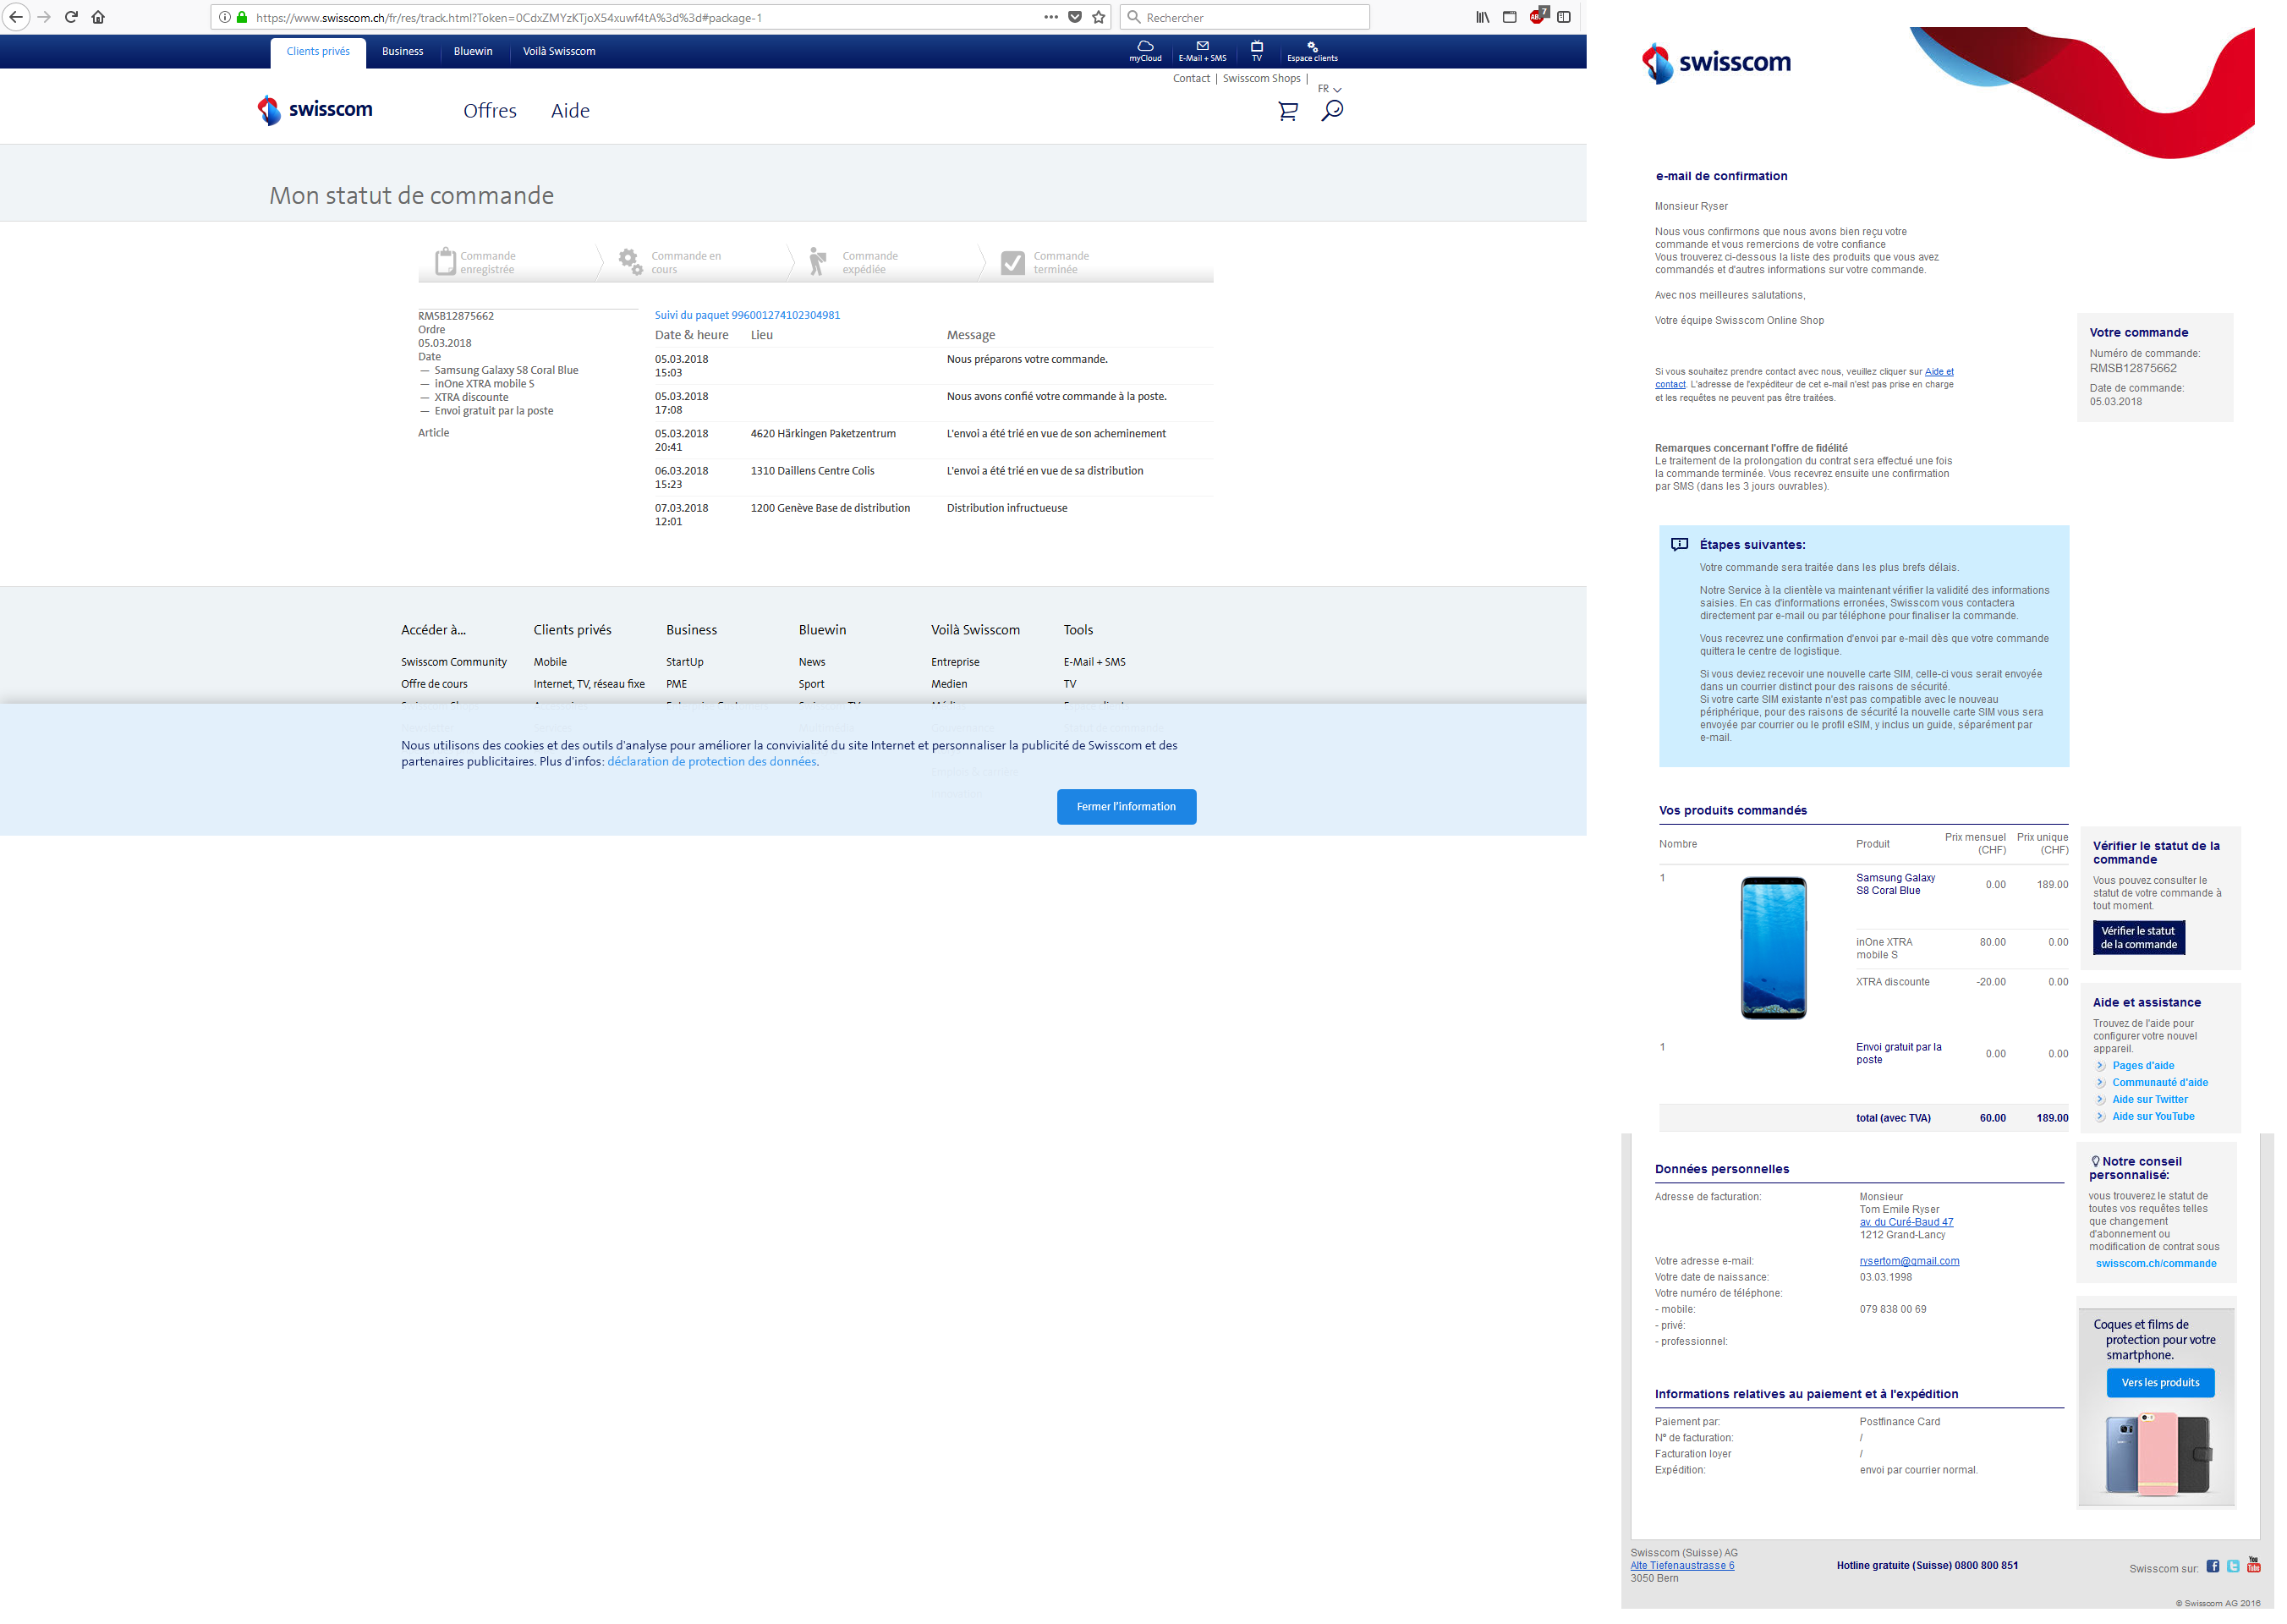 https://www.swisscom.ch/fr/res/track.html?Token=0CdxZMYzKTjoX54xuwf4tA%3d%3d#package-1
Rechercher
7
Clients privés
Business
Bluewin
Voilà Swisscom
myCloud
E-Mail + SMS
TV
Espace clients
Contact | Swisscom Shops |
FR
swisscom
Offres
Aide
Mon statut de commande
Commande
enregistrée
Commande en
cours
Commande
expédiée
Commande
terminée
RMSB12875662
Ordre
05.03.2018
Date
— Samsung Galaxy S8 Coral Blue
— inOne XTRA mobile S
— XTRA discounte
— Envoi gratuit par la poste
Article
Suivi du paquet 996001274102304981
Date & heure Lieu Message
05.03.2018 Nous préparons votre commande.
15:03
05.03.2018 Nous avons confié votre commande à la poste.
17:08
05.03.2018 4620 Härkingen Paketzentrum L'envoi a été trié en vue de son acheminement
20:41
06.03.2018 1310 Daillens Centre Colis L'envoi a été trié en vue de sa distribution
15:23
07.03.2018 1200 Genève Base de distribution Distribution infructueuse
12:01
Accéder à... Clients privés Business Bluewin Voilà Swisscom Tools
Swisscom Community Mobile StartUp News Entreprise E-Mail + SMS
Offre de cours Internet, TV, réseau fixe PME Sport Medien TV
Nous utilisons des cookies et des outils d'analyse pour améliorer la convivialité du site Internet et personnaliser la publicité de Swisscom et des
partenaires publicitaires. Plus d'infos: déclaration de protection des données.
Fermer l'information
swisscom
e-mail de confirmation
Monsieur Ryser
Nous vous confirmons que nous avons bien reçu votre
commande et vous remercions de votre confiance
Vous trouverez ci-dessous la liste des produits que vous avez
commandés et d'autres informations sur votre commande.
Avec nos meilleures salutations,
Votre équipe Swisscom Online Shop
Votre commande
Numéro de commande:
RMSB12875662
Date de commande:
05.03.2018
Si vous souhaitez prendre contact avec nous, veuillez cliquer sur Aide et
contact. L'adresse de l'expéditeur de cet e-mail n'est pas prise en charge
et les requêtes ne peuvent pas être traitées.
Remarques concernant l'offre de fidélité
Le traitement de la prolongation du contrat sera effectué une fois
la commande terminée. Vous recevrez ensuite une confirmation
par SMS (dans les 3 jours ouvrables).
Étapes suivantes:
Votre commande sera traitée dans les plus brefs délais.
Notre Service à la clientèle va maintenant vérifier la validité des informations
saisies. En cas d'informations erronées, Swisscom vous contactera
directement par e-mail ou par téléphone pour finaliser la commande.
Vous recevrez une confirmation d'envoi par e-mail dès que votre commande
quittera le centre de logistique.
Si vous deviez recevoir une nouvelle carte SIM, celle-ci vous serait envoyée
dans un courrier distinct pour des raisons de sécurité.
Si votre carte SIM existante n'est pas compatible avec le nouveau
périphérique, pour des raisons de sécurité la nouvelle carte SIM vous sera
envoyée par courrier ou le profil eSIM, y inclus un guide, séparément par
e-mail.
Vos produits commandés
Nombre Produit Prix mensuel (CHF) Prix unique (CHF)
1 Samsung Galaxy S8 Coral Blue 0.00 189.00
inOne XTRA mobile S 80.00 0.00
XTRA discounte -20.00 0.00
1 Envoi gratuit par la poste 0.00 0.00
total (avec TVA) 60.00 189.00
Vérifier le statut de la
commande
Vous pouvez consulter le
statut de votre commande à
tout moment.
Vérifier le statut
de la commande
Aide et assistance
Trouvez de l'aide pour
configurer votre nouvel
appareil.
Pages d'aide
Communauté d'aide
Aide sur Twitter
Aide sur YouTube
Données personnelles
Adresse de facturation: Monsieur
Tom Emile Ryser
av. du Curé-Baud 47
1212 Grand-Lancy
Votre adresse e-mail: rysertom@gmail.com
Votre date de naissance: 03.03.1998
Votre numéro de téléphone:
- mobile: 079 838 00 69
- privé:
- professionnel:
Informations relatives au paiement et à l'expédition
Paiement par: Postfinance Card
N° de facturation: /
Facturation loyer /
Expédition: envoi par courrier normal.
Notre conseil
personnalisé:
vous trouverez le statut de
toutes vos requêtes telles
que changement
d'abonnement ou
modification de contrat sous
swisscom.ch/commande
Coques et films de
protection pour votre
smartphone.
Vers les produits
Swisscom (Suisse) AG
Alte Tiefenaustrasse 6
3050 Bern
Hotline gratuite (Suisse) 0800 800 851
Swisscom sur:
© Swisscom AG 2016